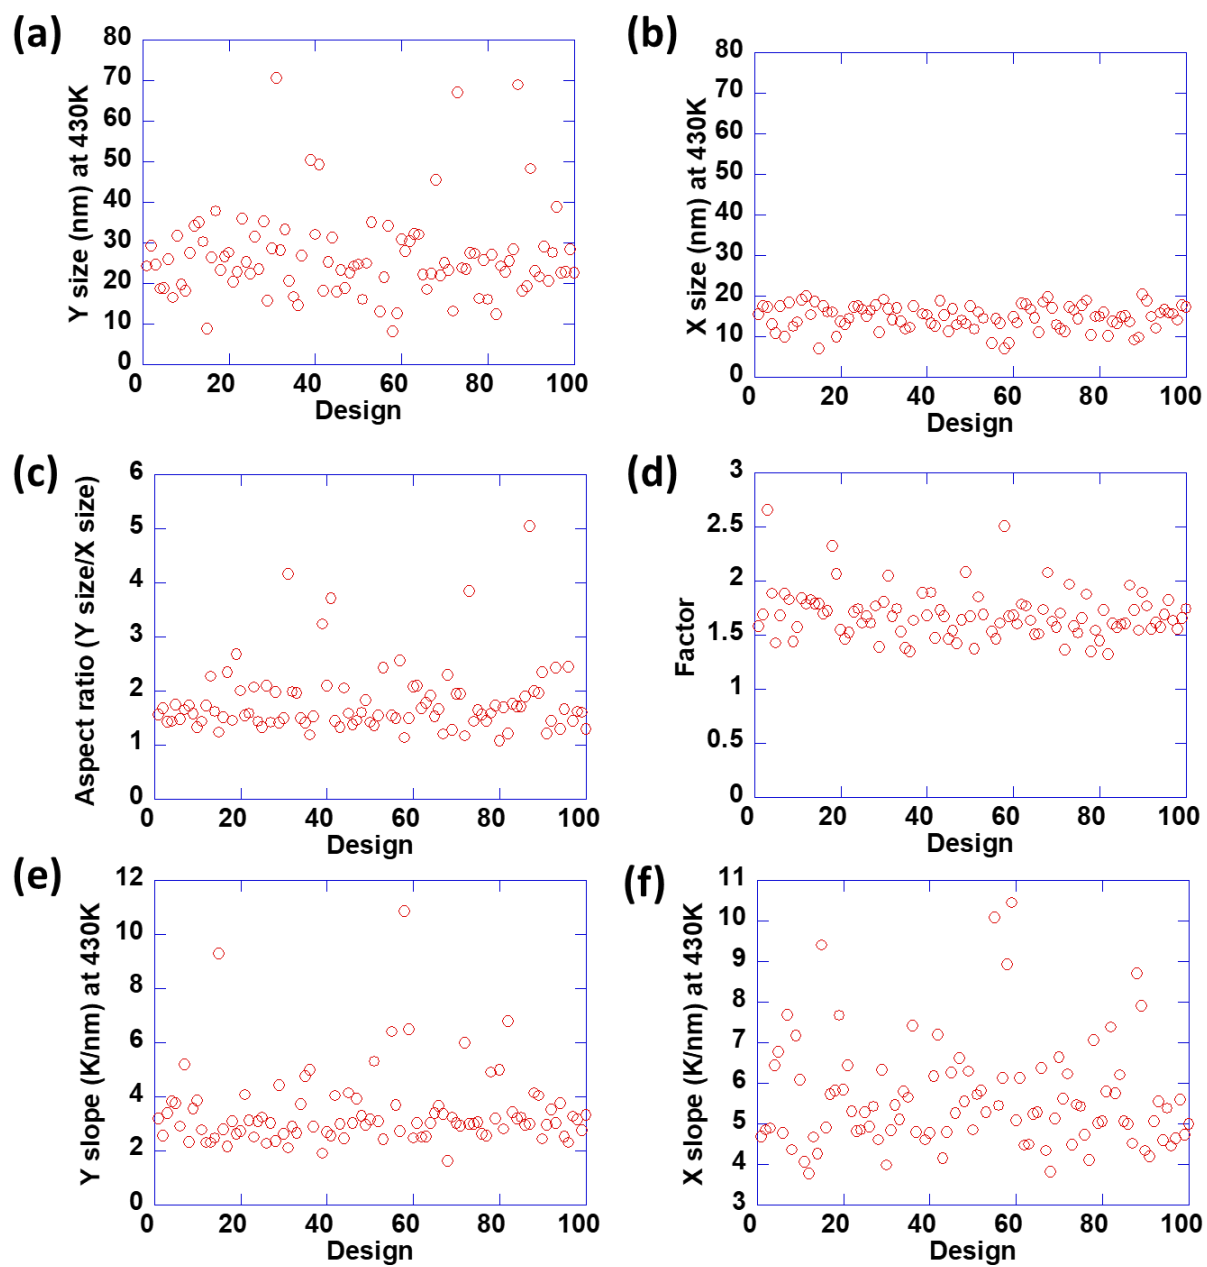 (a)
Y size (nm) at 430K
80
70
60
50
40
30
20
10
0
0 20 40 60 80 100
Design
(b)
X size (nm) at 430K
80
70
60
50
40
30
20
10
0
0 20 40 60 80 100
Design
(c)
Aspect ratio (Y size/X size)
6
5
4
3
2
1
0
0 20 40 60 80 100
Design
(d)
Factor
3
2.5
2
1.5
1
0.5
0
0 20 40 60 80 100
Design
(e)
Y slope (K/nm) at 430K
12
10
8
6
4
2
0
0 20 40 60 80 100
Design
(f)
X slope (K/nm) at 430K
11
10
9
8
7
6
5
4
3
0 20 40 60 80 100
Design